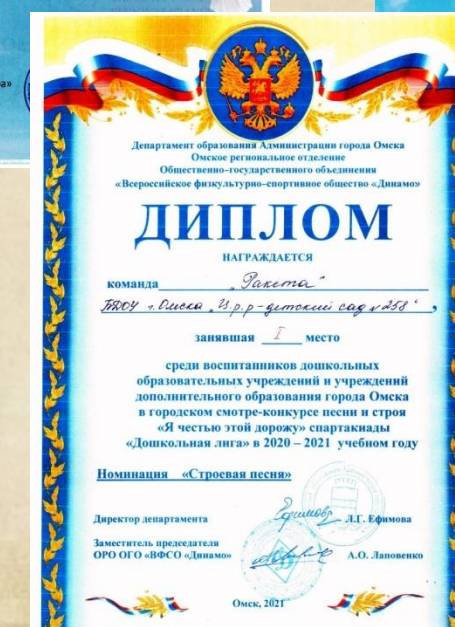 ра»
Департамент образования Администрации города Омска
Омское региональное отделение
Общественно-государственного объединения
«Всероссийское физкультурно-спортивное общество «Динамо»
ДИПЛОМ
НАГРАЖДАЕТСЯ
команда „Ракета"
БДОУ г. Омска „Ц.р.р - детский сад № 258",
занявшая I место
среди воспитанников дошкольных
образовательных учреждений и учреждений
дополнительного образования города Омска
в городском смотре-конкурсе песни и строя
«Я честью этой дорожу» спартакиады
«Дошкольная лига» в 2020 – 2021 учебном году
Номинация «Строевая песня»
Директор департамента Л.Г. Ефимова
Заместитель председателя
ОРО ОГО «ВФСО «Динамо» А.О. Лаповенко
Омск, 2021